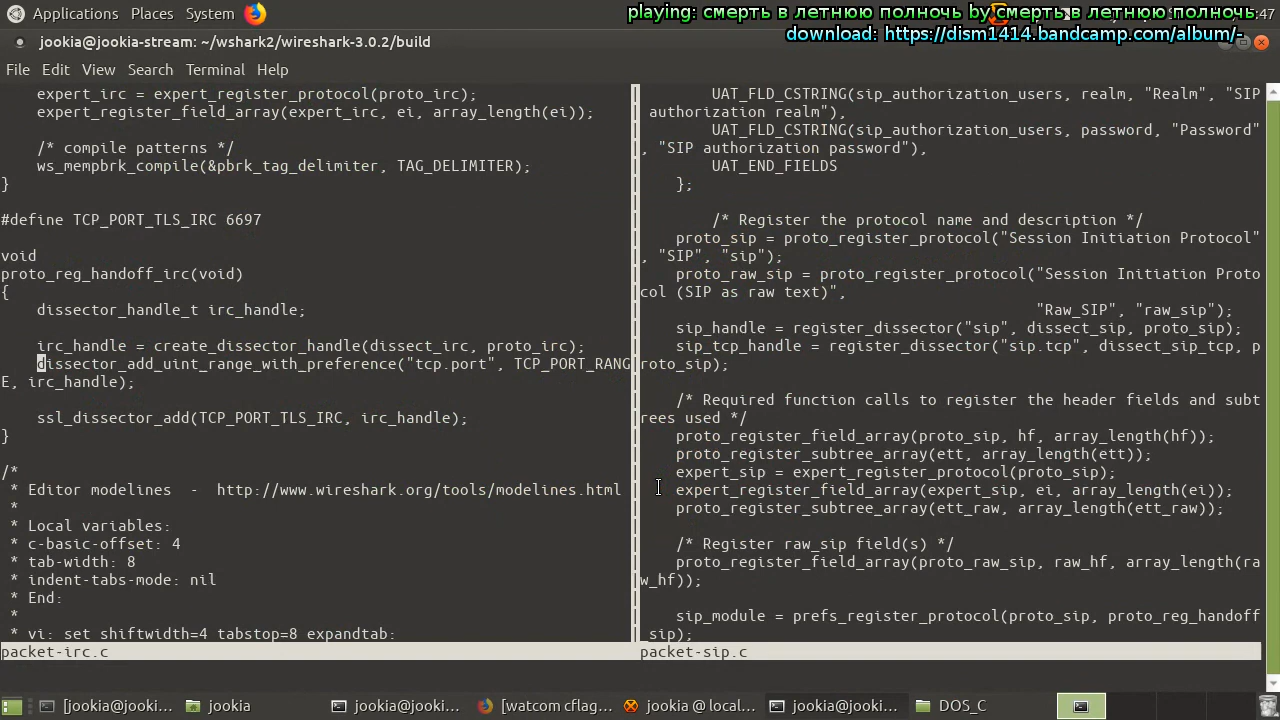 Applications Places System
:47
playing: смерть в летнюю полночь by смерть в летнюю полночь
download: https://dism1414.bandcamp.com/album/-
jookia@jookia-stream: ~/wshark2/wireshark-3.0.2/build
File Edit View Search Terminal Help
expert_irc = expert_register_protocol(proto_irc);
expert_register_field_array(expert_irc, ei, array_length(ei));
/* compile patterns */
ws_mempbrk_compile(&pbrk_tag_delimiter, TAG_DELIMITER);
}
#define TCP_PORT_TLS_IRC 6697
void
proto_reg_handoff_irc(void)
{
dissector_handle_t irc_handle;
irc_handle = create_dissector_handle(dissect_irc, proto_irc);
dissector_add_uint_range_with_preference("tcp.port", TCP_PORT_RANG
E, irc_handle);
ssl_dissector_add(TCP_PORT_TLS_IRC, irc_handle);
}
/*
* Editor modelines - http://www.wireshark.org/tools/modelines.html
*
* Local variables:
* c-basic-offset: 4
* tab-width: 8
* indent-tabs-mode: nil
* End:
*
* vi: set shiftwidth=4 tabstop=8 expandtab:
packet-irc.c
UAT_FLD_CSTRING(sip_authorization_users, realm, "Realm", "SIP
authorization realm"),
UAT_FLD_CSTRING(sip_authorization_users, password, "Password"
, "SIP authorization password"),
UAT_END_FIELDS
};
/* Register the protocol name and description */
proto_sip = proto_register_protocol("Session Initiation Protocol"
, "SIP", "sip");
proto_raw_sip = proto_register_protocol("Session Initiation Proto
col (SIP as raw text)",
"Raw_SIP", "raw_sip");
sip_handle = register_dissector("sip", dissect_sip, proto_sip);
sip_tcp_handle = register_dissector("sip.tcp", dissect_sip_tcp, p
roto_sip);
/* Required function calls to register the header fields and subt
rees used */
proto_register_field_array(proto_sip, hf, array_length(hf));
proto_register_subtree_array(ett, array_length(ett));
expert_sip = expert_register_protocol(proto_sip);
expert_register_field_array(expert_sip, ei, array_length(ei));
proto_register_subtree_array(ett_raw, array_length(ett_raw));
/* Register raw_sip field(s) */
proto_register_field_array(proto_raw_sip, raw_hf, array_length(ra
w_hf));
sip_module = prefs_register_protocol(proto_sip, proto_reg_handoff
_sip);
packet-sip.c
[jookia@jooki...
jookia
jookia@jooki...
[watcom cflag...
jookia @ local...
jookia@jooki...
DOS_C